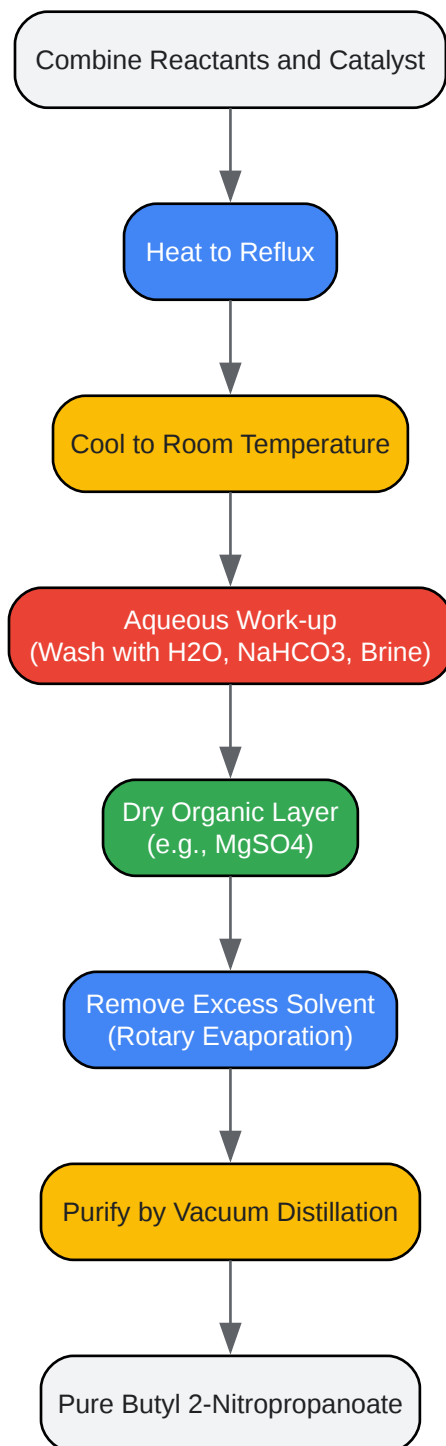 Combine Reactants and Catalyst
Heat to Reflux
Cool to Room Temperature
Aqueous Work-up
(Wash with H2O, NaHCO3, Brine)
Dry Organic Layer
(e.g., MgSO4)
Remove Excess Solvent
(Rotary Evaporation)
Purify by Vacuum Distillation
Pure Butyl 2-Nitropropanoate